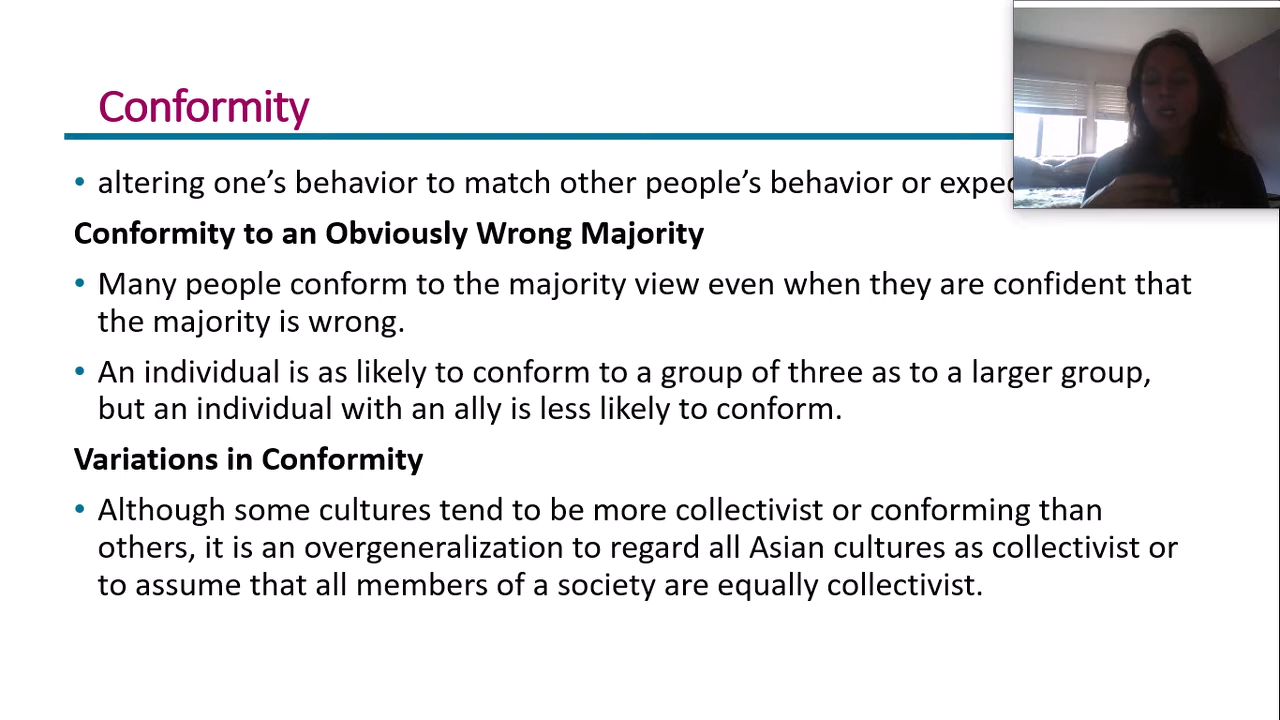 Conformity
• altering one’s behavior to match other people’s behavior or
Conformity to an Obviously Wrong Majority
• Many people conform to the majority view even when they are confident that
the majority is wrong.
• An individual is as likely to conform to a group of three as to a larger group,
but an individual with an ally is less likely to conform.
Variations in Conformity
• Although some cultures tend to be more collectivist or conforming than
others, it is an overgeneralization to regard all Asian cultures as collectivist or
to assume that all members of a society are equally collectivist.